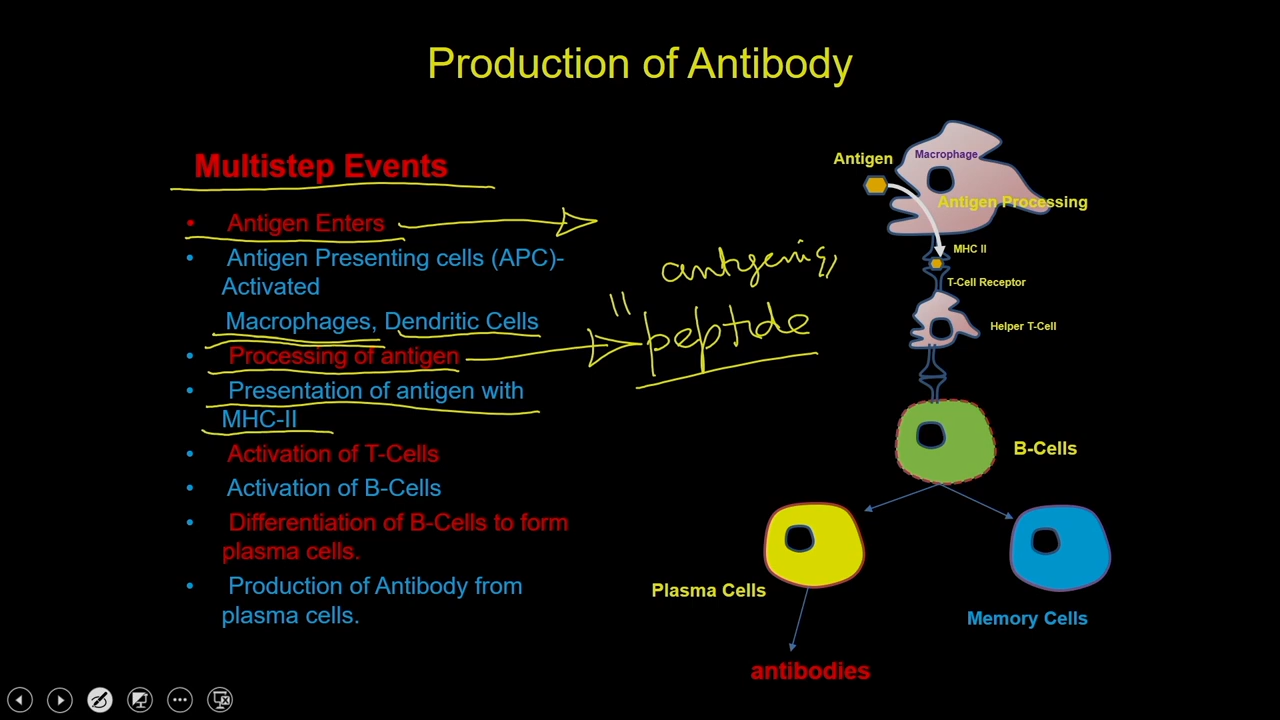 Production of Antibody
Multistep Events
• Antigen Enters
• Antigen Presenting cells (APC)-
Activated
Macrophages, Dendritic Cells
• Processing of antigen
• Presentation of antigen with
MHC-II
• Activation of T-Cells
• Activation of B-Cells
• Differentiation of B-Cells to form
plasma cells.
• Production of Antibody from
plasma cells.
" peptide
Antigen
Macrophage
Antigen Processing
MHC II
T-Cell Receptor
Helper T-Cell
B-Cells
Plasma Cells
Memory Cells
antibodies